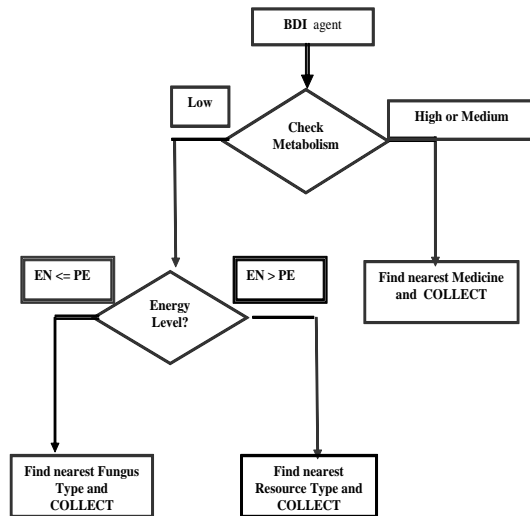 BDI agent
Low
High or Medium
Check
Metabolism
EN <= PE
EN > PE
Find nearest Medicine
and COLLECT
Energy
Level?
Find nearest Fungus
Type and
COLLECT
Find nearest
Resource Type and
COLLECT